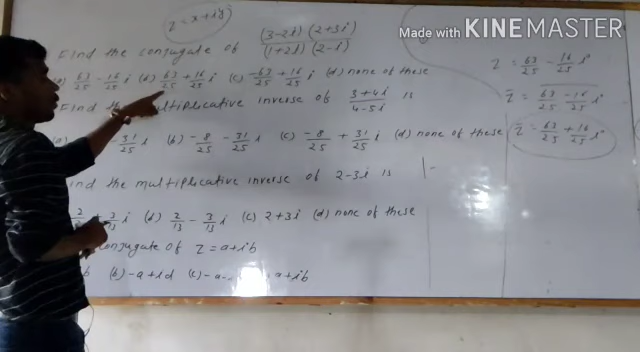 Made with KINEMASTER
z = x+iy
Find the conjugate of (3-2i)(2+3i) / (1+2i)(2-i)
63/25 - 16/25 i (b) 63/25 + 16/25 i (c) -63/25 + 16/25 i (d) none of these
Find the multiplicative inverse of 3+4i / 4-5i is
- 31/25 i (b) -8/25 - 31/25 i (c) -8/25 + 31/25 i (d) none of these
multiplicative inverse of 2-3i is
i (b) 2/13 - 3/13 i (c) 2+3i (d) none of these
conjugate of z = a+ib
(b) -a+id (c) -a- a+ib
z = 63/25 - 16/25 i
z̄ = 63/25 - 16/25 i
z̄ = 63/25 + 16/25 i